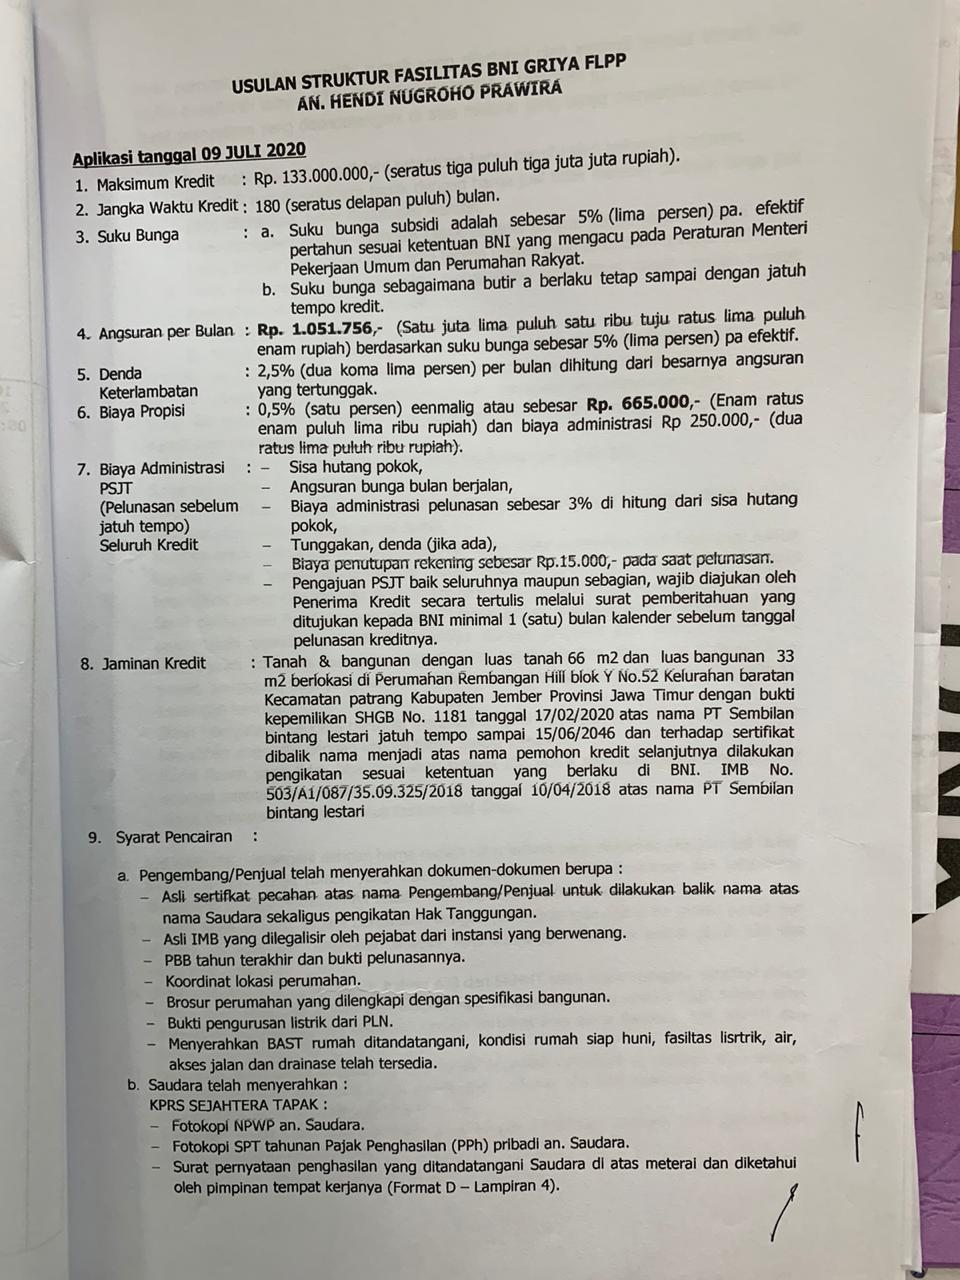 USULAN STRUKTUR FASILITAS BNI GRIYA FLPP
AN. HENDI NUGROHO PRAWIRA
Aplikasi tanggal 09 JULI 2020
1. Maksimum Kredit : Rp. 133.000.000,- (seratus tiga puluh tiga juta juta rupiah).
2. Jangka Waktu Kredit : 180 (seratus delapan puluh) bulan.
3. Suku Bunga : a. Suku bunga subsidi adalah sebesar 5% (lima persen) pa. efektif
pertahun sesuai ketentuan BNI yang mengacu pada Peraturan Menteri
Pekerjaan Umum dan Perumahan Rakyat.
b. Suku bunga sebagaimana butir a berlaku tetap sampai dengan jatuh
tempo kredit.
4. Angsuran per Bulan : Rp. 1.051.756,- (Satu juta lima puluh satu ribu tuju ratus lima puluh
enam rupiah) berdasarkan suku bunga sebesar 5% (lima persen) pa efektif.
5. Denda : 2,5% (dua koma lima persen) per bulan dihitung dari besarnya angsuran
Keterlambatan yang tertunggak.
6. Biaya Propisi : 0,5% (satu persen) eenmalig atau sebesar Rp. 665.000,- (Enam ratus
enam puluh lima ribu rupiah) dan biaya administrasi Rp 250.000,- (dua
ratus lima puluh ribu rupiah).
7. Biaya Administrasi : – Sisa hutang pokok,
PSJT – Angsuran bunga bulan berjalan,
(Pelunasan sebelum – Biaya administrasi pelunasan sebesar 3% di hitung dari sisa hutang
jatuh tempo) pokok,
Seluruh Kredit – Tunggakan, denda (jika ada),
– Biaya penutupan rekening sebesar Rp.15.000,- pada saat pelunasan.
– Pengajuan PSJT baik seluruhnya maupun sebagian, wajib diajukan oleh
Penerima Kredit secara tertulis melalui surat pemberitahuan yang
ditujukan kepada BNI minimal 1 (satu) bulan kalender sebelum tanggal
pelunasan kreditnya.
8. Jaminan Kredit : Tanah & bangunan dengan luas tanah 66 m2 dan luas bangunan 33
m2 berlokasi di Perumahan Rembangan Hill blok Y No.52 Kelurahan baratan
Kecamatan patrang Kabupaten Jember Provinsi Jawa Timur dengan bukti
kepemilikan SHGB No. 1181 tanggal 17/02/2020 atas nama PT Sembilan
bintang lestari jatuh tempo sampai 15/06/2046 dan terhadap sertifikat
dibalik nama menjadi atas nama pemohon kredit selanjutnya dilakukan
pengikatan sesuai ketentuan yang berlaku di BNI. IMB No.
503/A1/087/35.09.325/2018 tanggal 10/04/2018 atas nama PT Sembilan
bintang lestari
9. Syarat Pencairan :
a. Pengembang/Penjual telah menyerahkan dokumen-dokumen berupa :
– Asli sertifkat pecahan atas nama Pengembang/Penjual untuk dilakukan balik nama atas
nama Saudara sekaligus pengikatan Hak Tanggungan.
– Asli IMB yang dilegalisir oleh pejabat dari instansi yang berwenang.
– PBB tahun terakhir dan bukti pelunasannya.
– Koordinat lokasi perumahan.
– Brosur perumahan yang dilengkapi dengan spesifikasi bangunan.
– Bukti pengurusan listrik dari PLN.
– Menyerahkan BAST rumah ditandatangani, kondisi rumah siap huni, fasiltas lisrtrik, air,
akses jalan dan drainase telah tersedia.
b. Saudara telah menyerahkan :
KPRS SEJAHTERA TAPAK :
– Fotokopi NPWP an. Saudara.
– Fotokopi SPT tahunan Pajak Penghasilan (PPh) pribadi an. Saudara.
– Surat pernyataan penghasilan yang ditandatangani Saudara di atas meterai dan diketahui
oleh pimpinan tempat kerjanya (Format D – Lampiran 4).